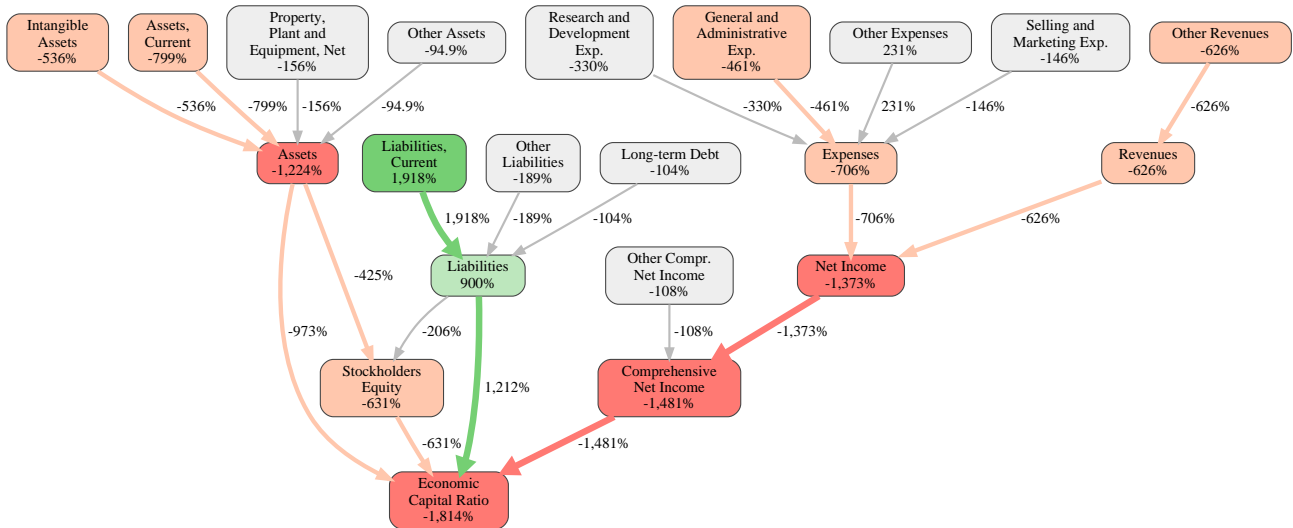 Intangible
Assets
-536%
Assets,
Current
-799%
Property,
Plant and
Equipment, Net
-156%
Other Assets
-94.9%
Research and
Development Exp.
-330%
General and
Administrative
Exp.
-461%
Other Expenses
231%
Selling and
Marketing Exp.
-146%
Other Revenues
-626%
-536%
-799%
-156%
-94.9%
-330%
-461%
231%
-146%
-626%
Assets
-1,224%
Liabilities,
Current
1,918%
Other
Liabilities
-189%
Long-term Debt
-104%
Expenses
-706%
Revenues
-626%
1,918%
-189%
-104%
-706%
-626%
-425%
Liabilities
900%
Other Compr.
Net Income
-108%
Net Income
-1,373%
-973%
-206%
-108%
-1,373%
Stockholders
Equity
-631%
1,212%
Comprehensive
Net Income
-1,481%
-631%
-1,481%
Economic
Capital Ratio
-1,814%